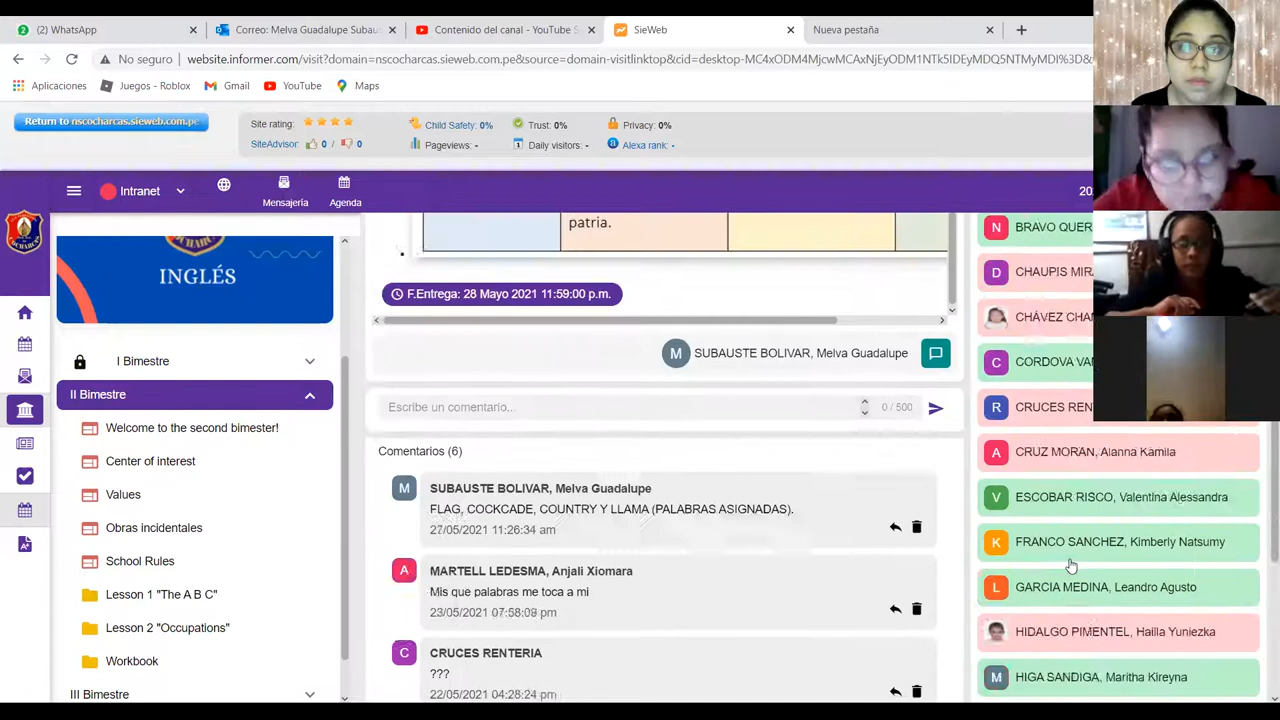 (2) WhatsApp
Correo: Melva Guadalupe Subau
Contenido del canal - YouTube S
SieWeb
Nueva pestaña
No seguro
website.informer.com/visit?domain=nscocharcas.sieweb.com.pe&source=domain-visitlinktop&cid=desktop-
Aplicaciones
Juegos - Roblox
Gmail
YouTube
Maps
Return to nscocharcas.sieweb.com.pe
Site rating:
Child Safety: 0%
Trust: 0%
Privacy: 0%
SiteAdvisor:
0 /
0
Pageviews: -
Daily visitors: -
Alexa rank: -
Intranet
Mensajería
Agenda
20
COCHARCAS
INGLÉS
I Bimestre
II Bimestre
Welcome to the second bimester!
Center of interest
Values
Obras incidentales
School Rules
Lesson 1 "The A B C"
Lesson 2 "Occupations"
Workbook
III Bimestre
patria.
F.Entrega: 28 Mayo 2021 11:59:00 p.m.
M SUBAUSTE BOLIVAR, Melva Guadalupe
Escribe un comentario...
0 / 500
Comentarios (6)
M SUBAUSTE BOLIVAR, Melva Guadalupe
FLAG, COCKCADE, COUNTRY Y LLAMA (PALABRAS ASIGNADAS).
27/05/2021 11:26:34 am
A MARTELL LEDESMA, Anjali Xiomara
Mis que palabras me toca a mi
23/05/2021 07:58:09 pm
C CRUCES RENTERIA
???
22/05/2021 04:28:24 pm
N BRAVO QUER
D CHAUPIS MIR
CHÁVEZ CHA
C CORDOVA VA
R CRUCES REN
A CRUZ MORAN, Alanna Kamila
V ESCOBAR RISCO, Valentina Alessandra
K FRANCO SANCHEZ, Kimberly Natsumy
L GARCIA MEDINA, Leandro Agusto
HIDALGO PIMENTEL, Hailla Yuniezka
M HIGA SANDIGA, Maritha Kireyna